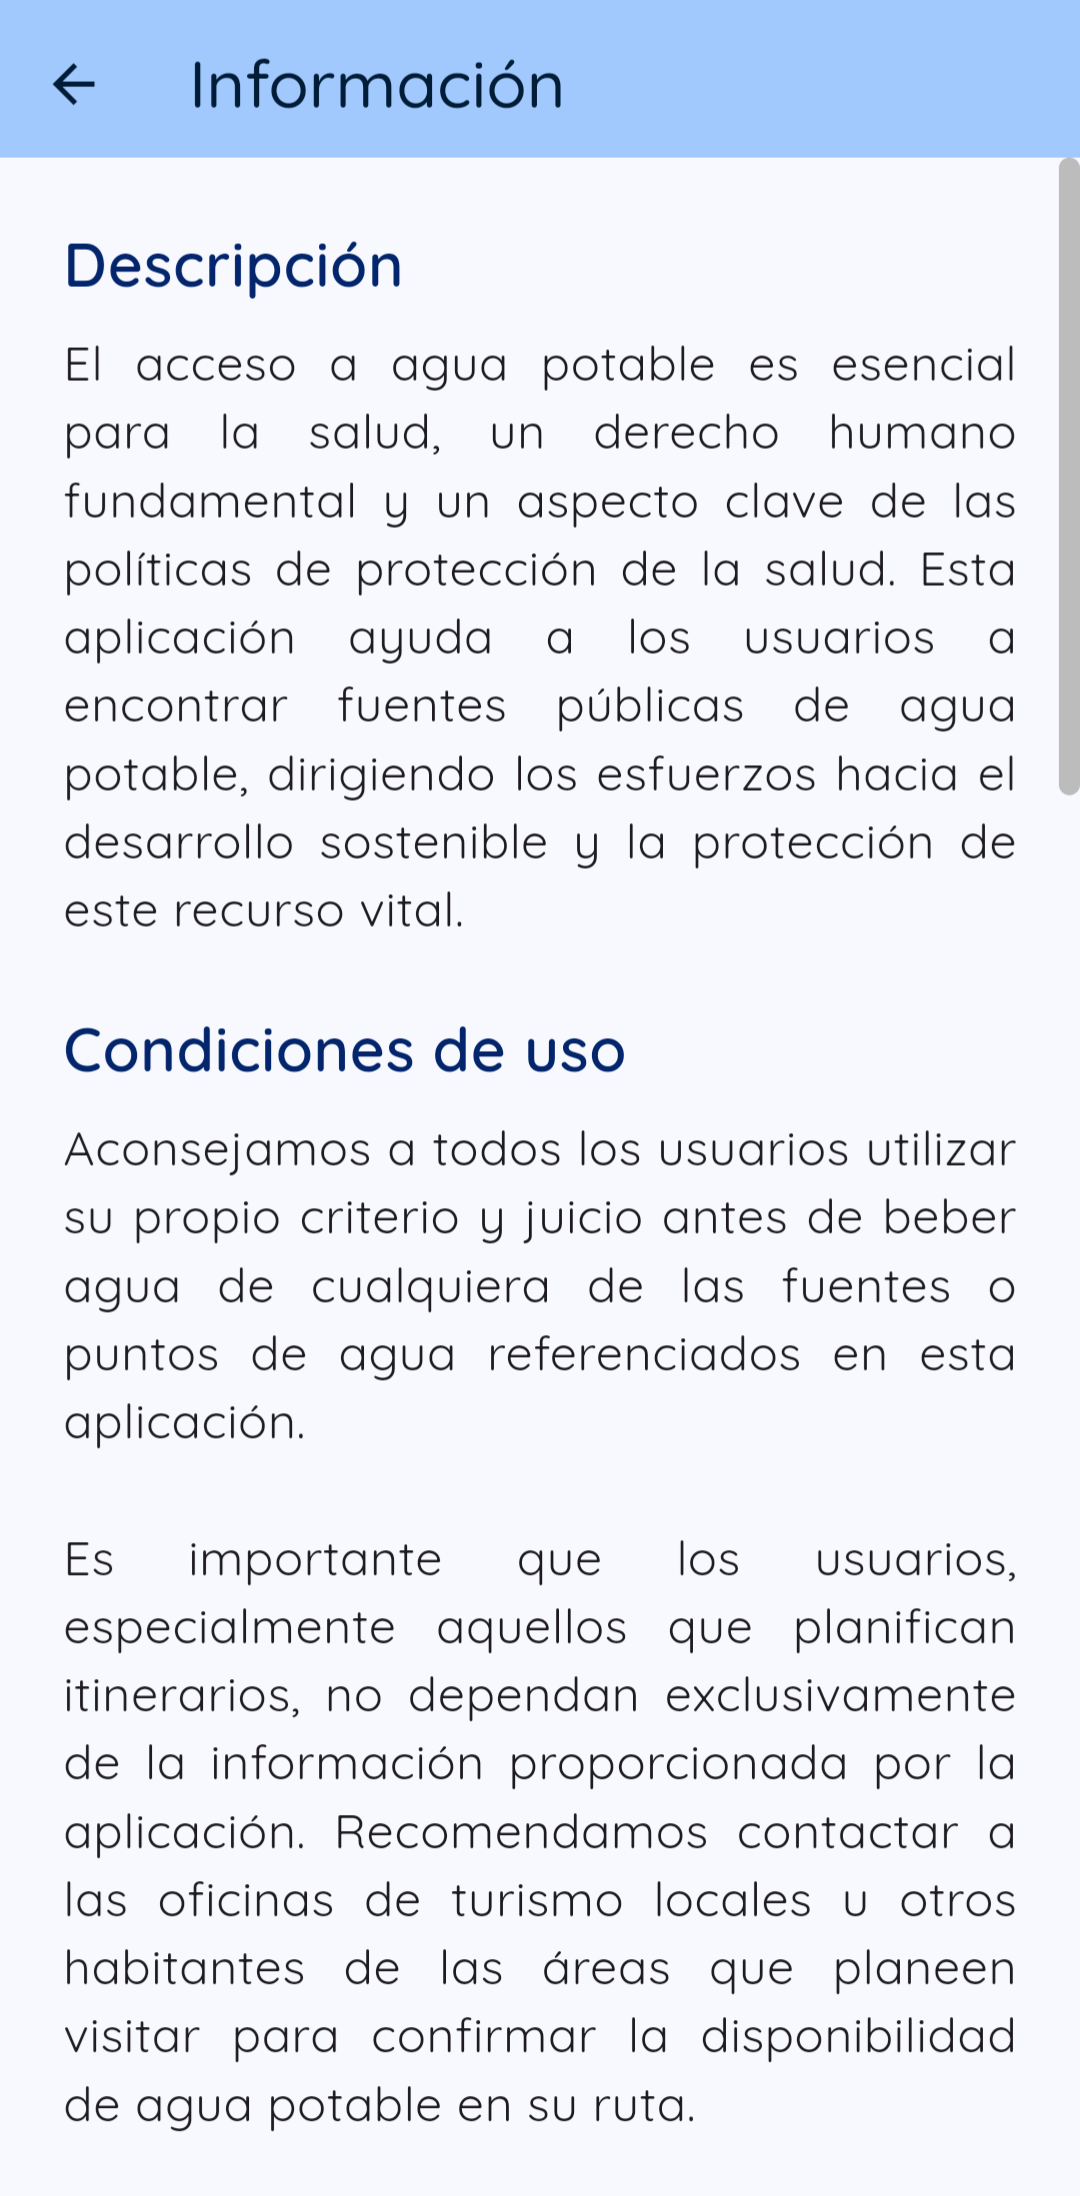 Información
Descripción
El acceso a agua potable es esencial
para la salud, un derecho humano
fundamental y un aspecto clave de las
políticas de protección de la salud. Esta
aplicación ayuda a los usuarios a
encontrar fuentes públicas de agua
potable, dirigiendo los esfuerzos hacia el
desarrollo sostenible y la protección de
este recurso vital.
Condiciones de uso
Aconsejamos a todos los usuarios utilizar
su propio criterio y juicio antes de beber
agua de cualquiera de las fuentes o
puntos de agua referenciados en esta
aplicación.
Es importante que los usuarios,
especialmente aquellos que planifican
itinerarios, no dependan exclusivamente
de la información proporcionada por la
aplicación. Recomendamos contactar a
las oficinas de turismo locales u otros
habitantes de las áreas que planeen
visitar para confirmar la disponibilidad
de agua potable en su ruta.